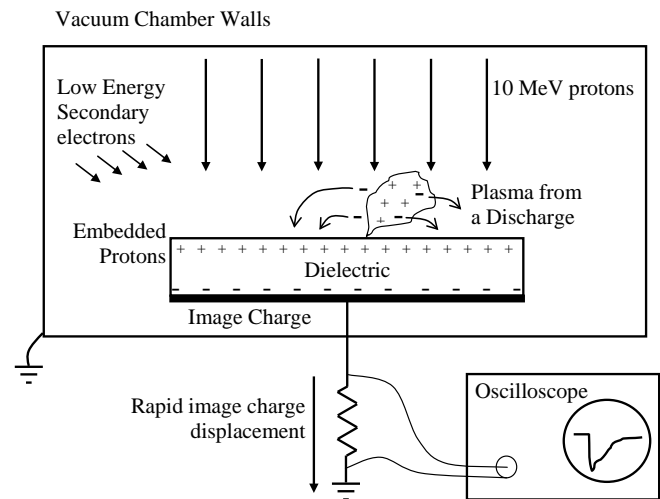 Vacuum Chamber Walls
Low Energy
Secondary
electrons
10 MeV protons
Plasma from
a Discharge
Embedded
Protons
Dielectric
Image Charge
Rapid image charge
displacement
Oscilloscope